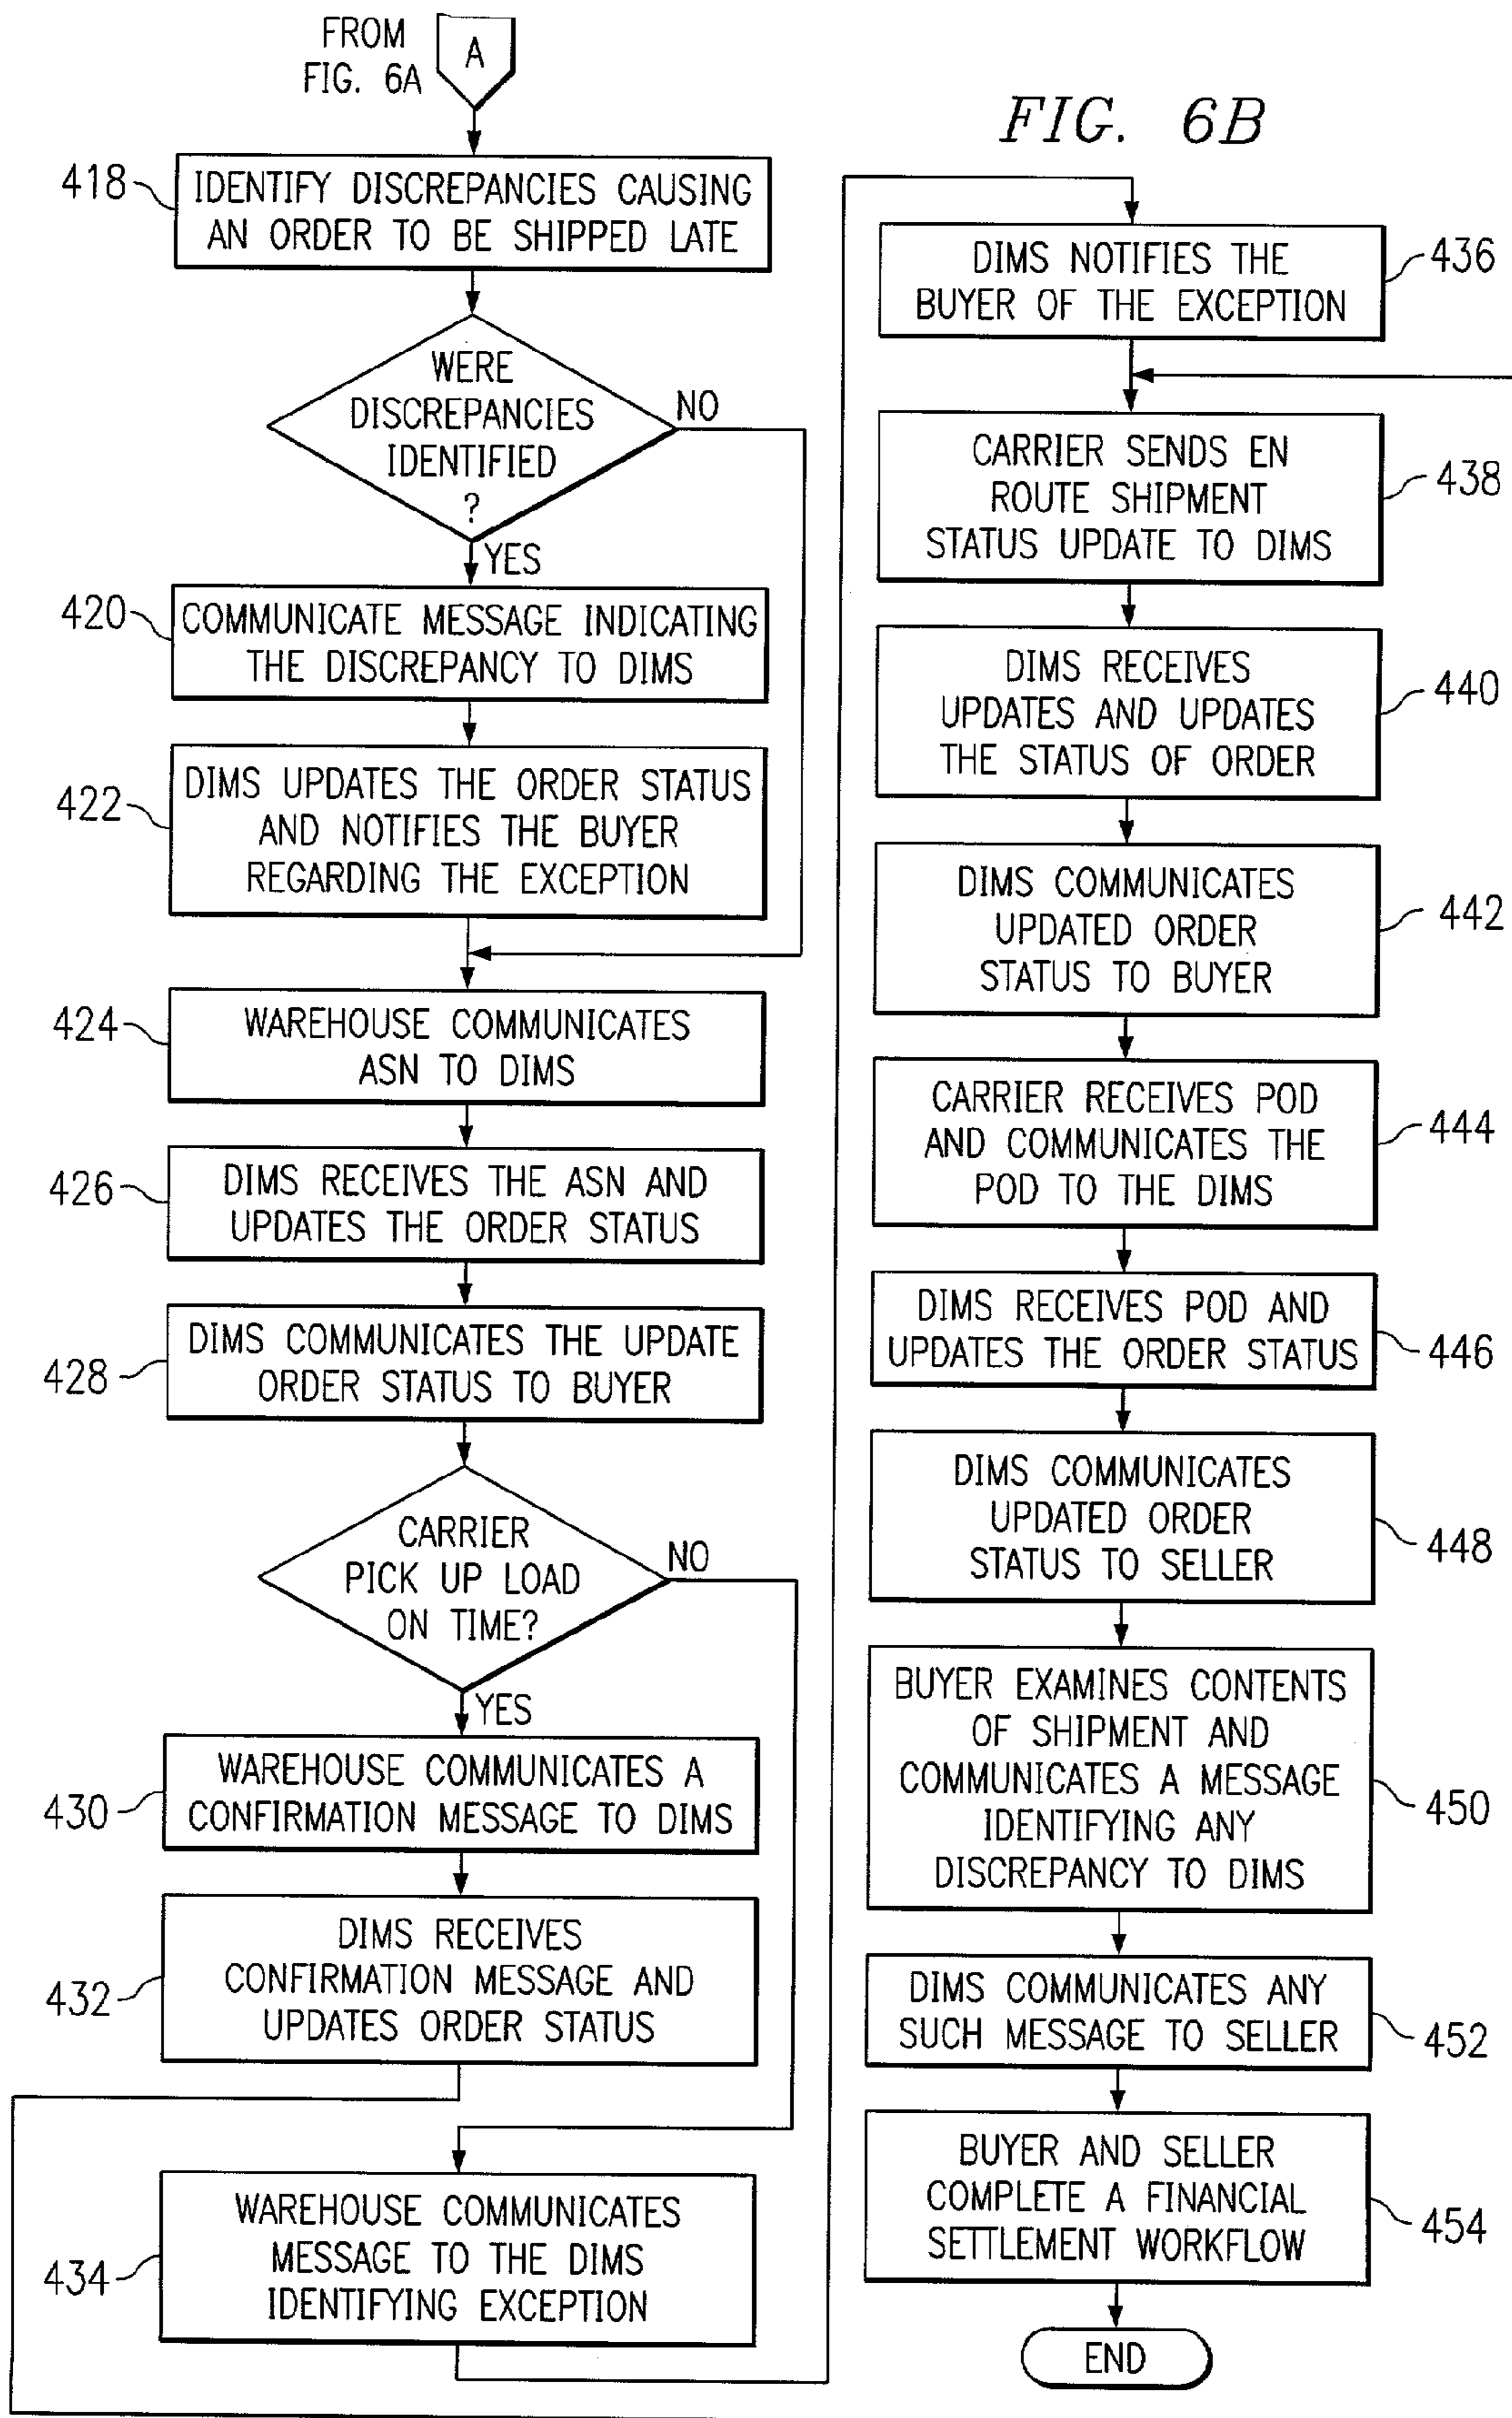 FROM
FIG. 6A
A
FIG. 6B
418
IDENTIFY DISCREPANCIES CAUSING
AN ORDER TO BE SHIPPED LATE
WERE
DISCREPANCIES
IDENTIFIED
?
NO
YES
420
COMMUNICATE MESSAGE INDICATING
THE DISCREPANCY TO DIMS
422
DIMS UPDATES THE ORDER STATUS
AND NOTIFIES THE BUYER
REGARDING THE EXCEPTION
424
WAREHOUSE COMMUNICATES
ASN TO DIMS
426
DIMS RECEIVES THE ASN AND
UPDATES THE ORDER STATUS
428
DIMS COMMUNICATES THE UPDATE
ORDER STATUS TO BUYER
CARRIER
PICK UP LOAD
ON TIME?
NO
YES
430
WAREHOUSE COMMUNICATES A
CONFIRMATION MESSAGE TO DIMS
432
DIMS RECEIVES
CONFIRMATION MESSAGE AND
UPDATES ORDER STATUS
434
WAREHOUSE COMMUNICATES
MESSAGE TO THE DIMS
IDENTIFYING EXCEPTION
DIMS NOTIFIES THE
BUYER OF THE EXCEPTION
436
CARRIER SENDS EN
ROUTE SHIPMENT
STATUS UPDATE TO DIMS
438
DIMS RECEIVES
UPDATES AND UPDATES
THE STATUS OF ORDER
440
DIMS COMMUNICATES
UPDATED ORDER
STATUS TO BUYER
442
CARRIER RECEIVES POD
AND COMMUNICATES THE
POD TO THE DIMS
444
DIMS RECEIVES POD AND
UPDATES THE ORDER STATUS
446
DIMS COMMUNICATES
UPDATED ORDER
STATUS TO SELLER
448
BUYER EXAMINES CONTENTS
OF SHIPMENT AND
COMMUNICATES A MESSAGE
IDENTIFYING ANY
DISCREPANCY TO DIMS
450
DIMS COMMUNICATES ANY
SUCH MESSAGE TO SELLER
452
BUYER AND SELLER
COMPLETE A FINANCIAL
SETTLEMENT WORKFLOW
454
END